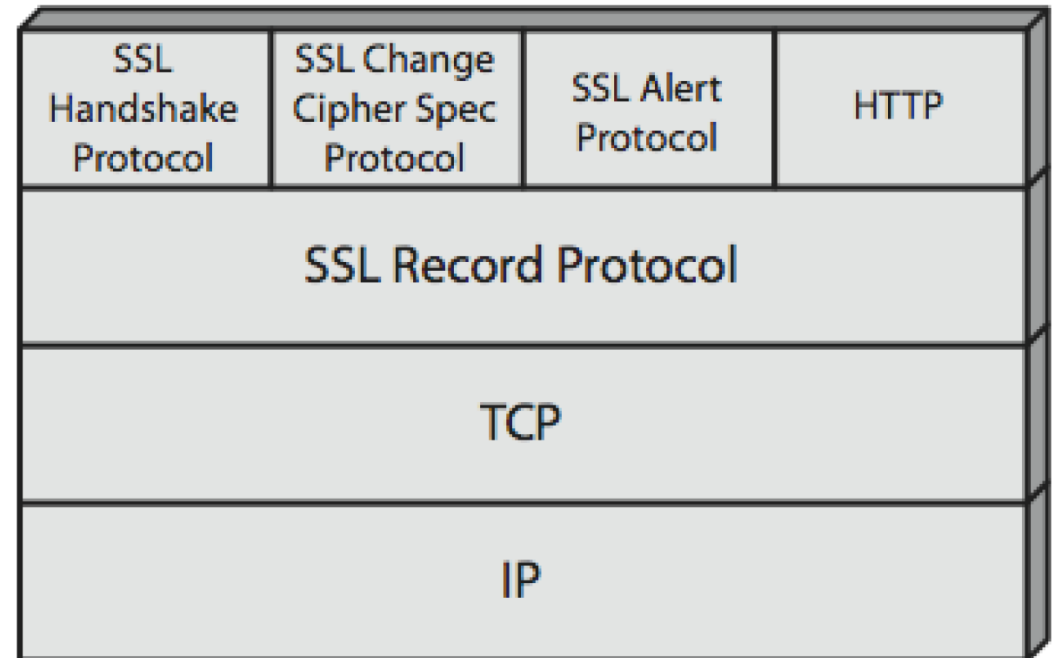 SSL
Handshake
Protocol
SSL Change
Cipher Spec
Protocol
SSL Alert
Protocol
HTTP
SSL Record Protocol
TCP
IP